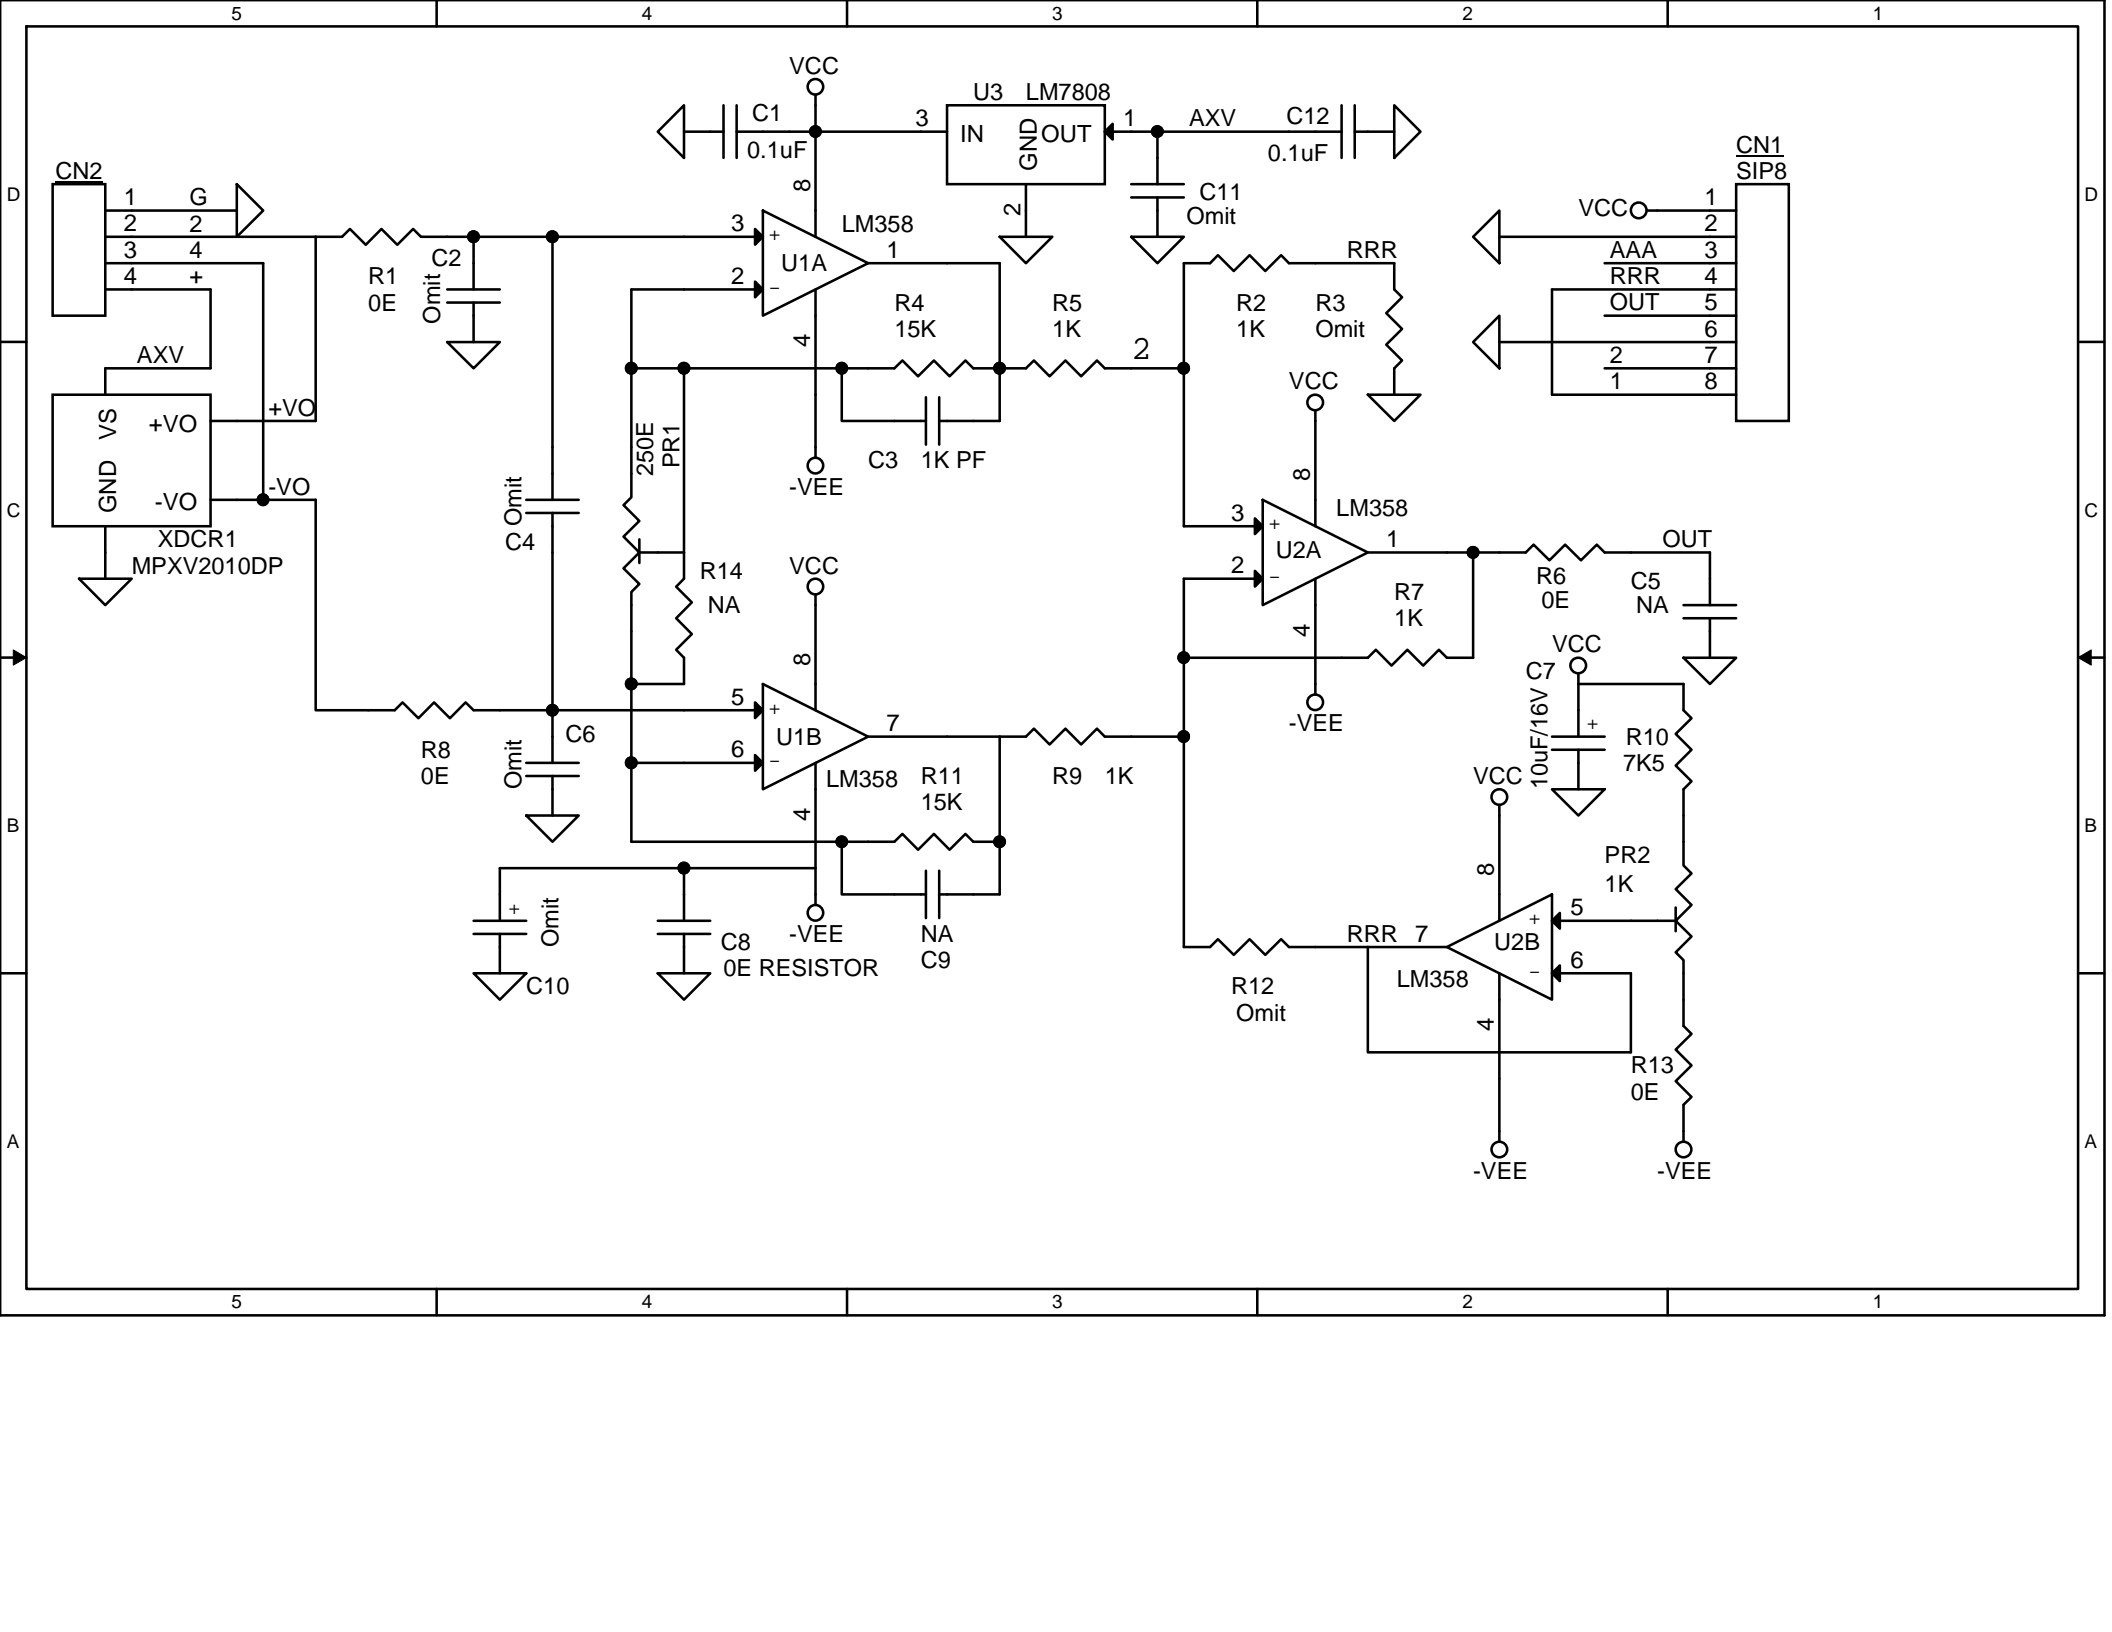 5 4 3 2 1
VCC
U3 LM7808
C1
0.1uF
3
IN
GND
OUT
1
AXV
C12
0.1uF
2
C11
Omit
CN1
SIP8
VCC 1
2
AAA 3
RRR 4
OUT 5
6
2 7
1 8
D
D
CN2
1 G
2 2
3 4
4 +
R1
0E
C2
Omit
8
LM358
3
+
U1A
1
2
−
4
-VEE
R4
15K
C3 1K PF
R5
1K
2
R2
1K
RRR
R3
Omit
AXV
VS
GND
+VO
-VO
+VO
-VO
XDCR1
MPXV2010DP
C
C
Omit
C4
250E
PR1
R14
NA
VCC
8
LM358
3
+
U2A
1
2
−
4
-VEE
R7
1K
R6
0E
OUT
C5
NA
VCC
8
5
+
U1B
7
6
−
LM358
4
-VEE
R8
0E
C6
Omit
R11
15K
NA
C9
R9 1K
VCC
C7
10uF/16V
+
R10
7K5
B
B
VCC
8
PR2
1K
5
+
U2B
6
−
RRR 7
LM358
4
-VEE
R12
Omit
R13
0E
-VEE
+
Omit
C10
C8
0E RESISTOR
A
A
5 4 3 2 1